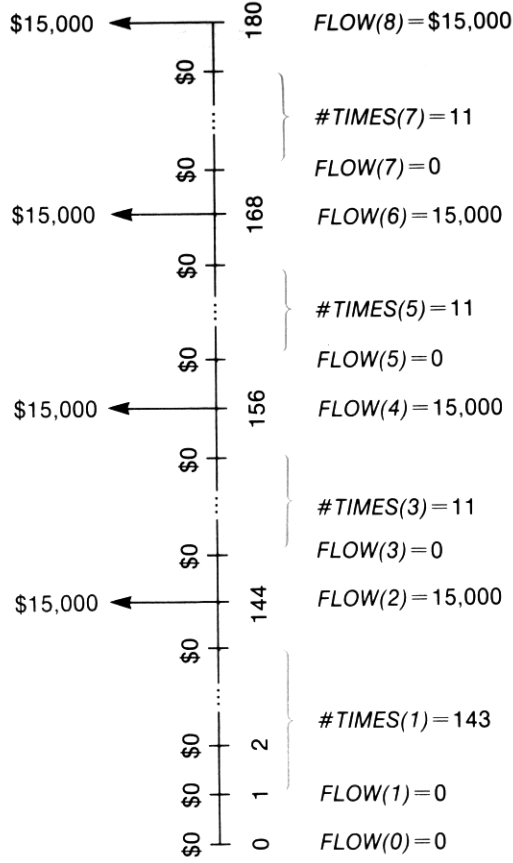 $15,000 180 FLOW(8)=$15,000
$0
⋮ #TIMES(7)=11
$0 FLOW(7)=0
$15,000 168 FLOW(6)=15,000
$0
⋮ #TIMES(5)=11
$0 FLOW(5)=0
$15,000 156 FLOW(4)=15,000
$0
⋮ #TIMES(3)=11
$0 FLOW(3)=0
$15,000 144 FLOW(2)=15,000
$0
⋮ #TIMES(1)=143
$0 2
$0 1 FLOW(1)=0
$0 0 FLOW(0)=0